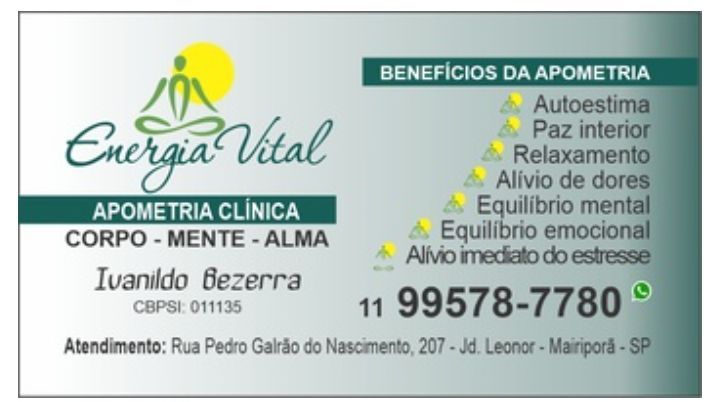 Energia Vital
APOMETRIA CLÍNICA
CORPO - MENTE - ALMA
Ivanildo Bezerra
CBPSI: 011135
BENEFÍCIOS DA APOMETRIA
Autoestima
Paz interior
Relaxamento
Alívio de dores
Equilíbrio mental
Equilíbrio emocional
Alívio imediato do estresse
11 99578-7780
Atendimento: Rua Pedro Galrão do Nascimento, 207 - Jd. Leonor - Mairiporã - SP